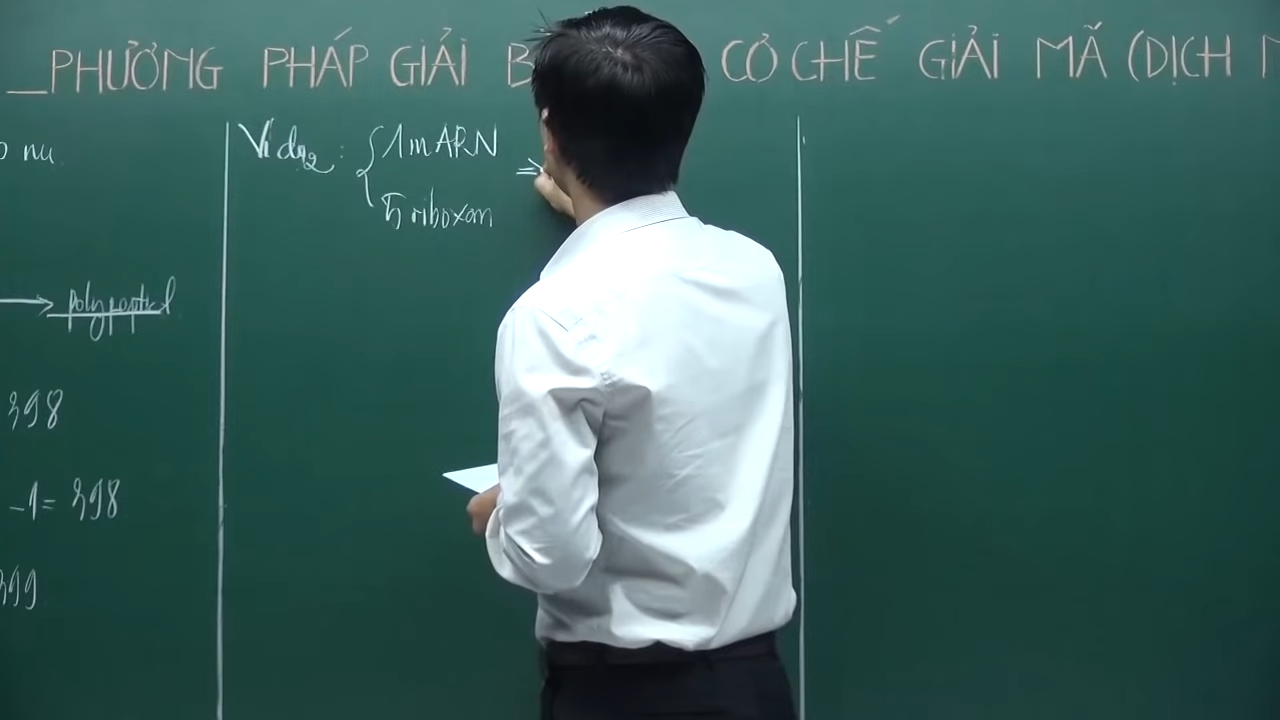 _PHƯƠNG PHÁP GIẢI B CƠ CHẾ GIẢI MÃ (DỊCH M
nu
polypeptid
398
-1 = 398
399
Ví dụ 2 : { 1 mARN =>
5 riboxom